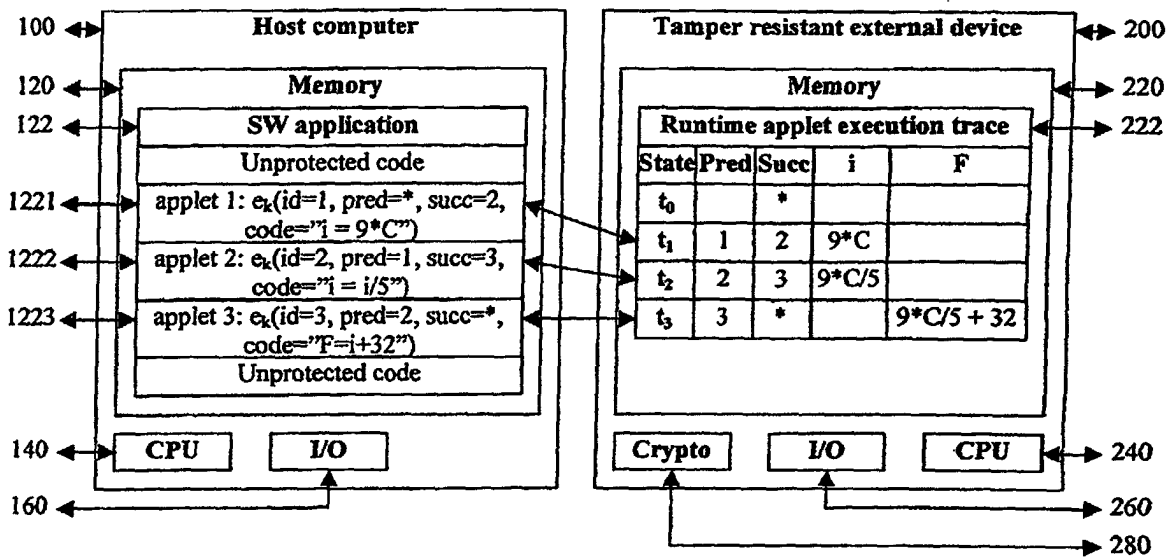 100
Host computer
120
Memory
122
SW application
Unprotected code
1221
applet 1: eₖ(id=1, pred=*, succ=2,
code="i = 9*C")
1222
applet 2: eₖ(id=2, pred=1, succ=3,
code="i = i/5")
1223
applet 3: eₖ(id=3, pred=2, succ=*,
code="F=i+32")
Unprotected code
140
CPU
I/O
160
Tamper resistant external device
200
Memory
220
Runtime applet execution trace
222
State Pred Succ i F
t₀ *
t₁ 1 2 9*C
t₂ 2 3 9*C/5
t₃ 3 * 9*C/5 + 32
Crypto
I/O
CPU
240
260
280